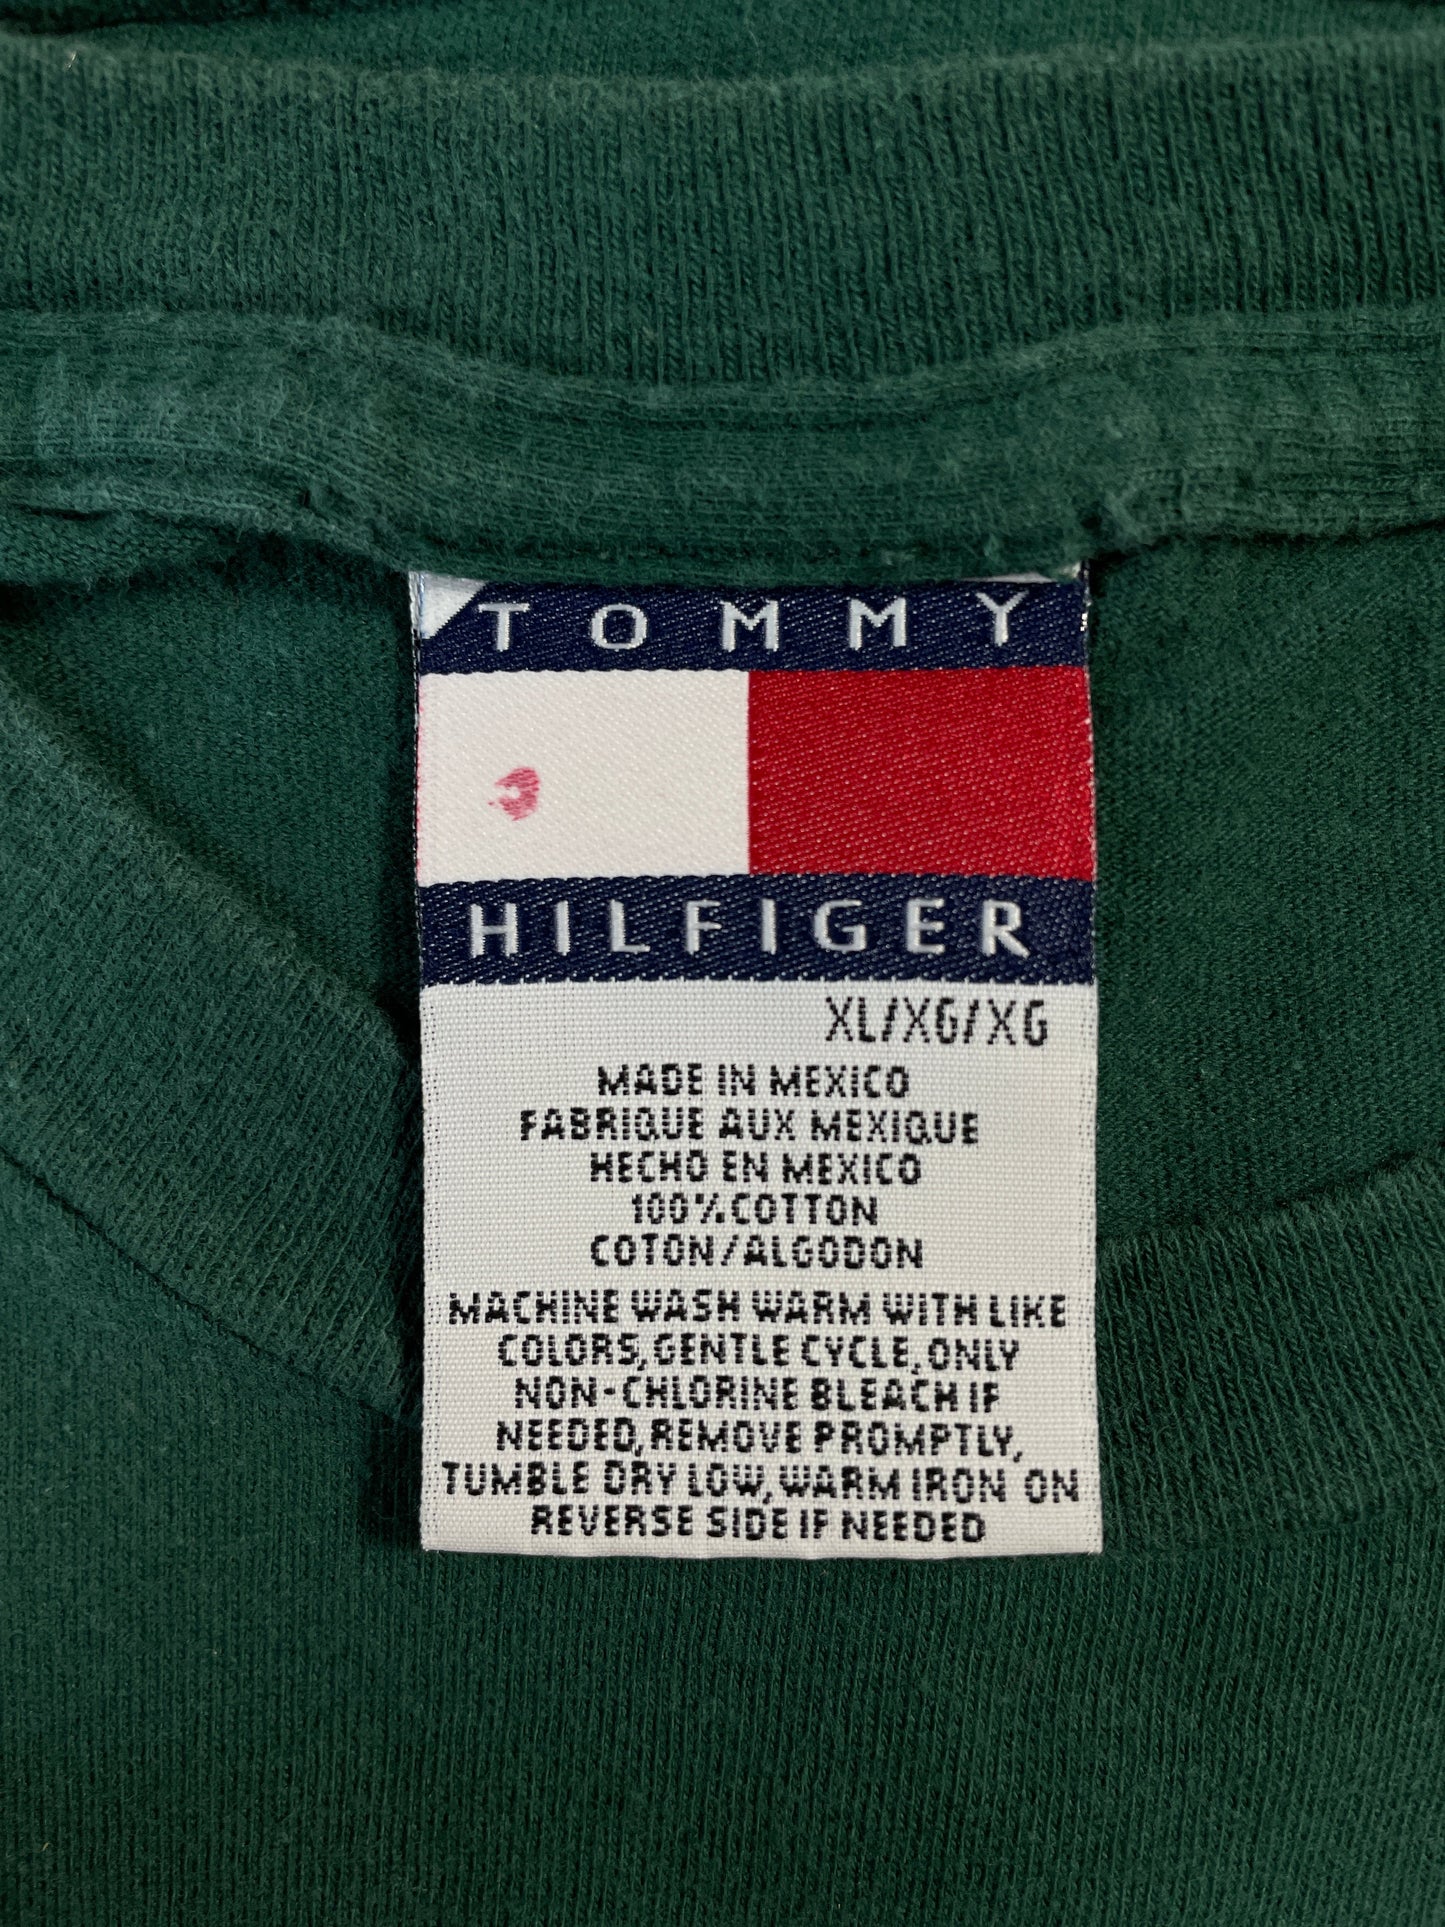 TOMMY
HILFIGER
XL/XG/XG
MADE IN MEXICO
FABRIQUE AUX MEXIQUE
HECHO EN MEXICO
100% COTTON
COTON/ALGODON
MACHINE WASH WARM WITH LIKE
COLORS, GENTLE CYCLE, ONLY
NON-CHLORINE BLEACH IF
NEEDED, REMOVE PROMPTLY,
TUMBLE DRY LOW, WARM IRON ON
REVERSE SIDE IF NEEDED